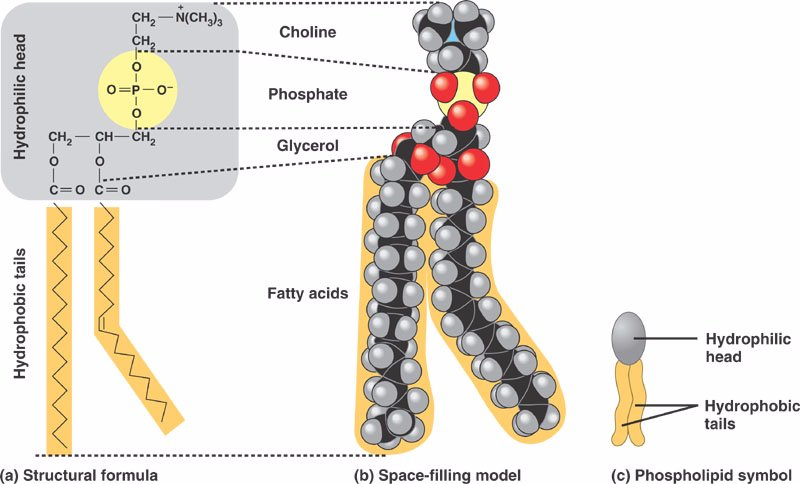 Hydrophilic head
CH₂ — N⁺(CH₃)₃
CH₂
O
O=P—O⁻
O
CH₂ — CH — CH₂
O O
C=O C=O
Hydrophobic tails
Choline
Phosphate
Glycerol
Fatty acids
Hydrophilic
head
Hydrophobic
tails
(a) Structural formula
(b) Space-filling model
(c) Phospholipid symbol